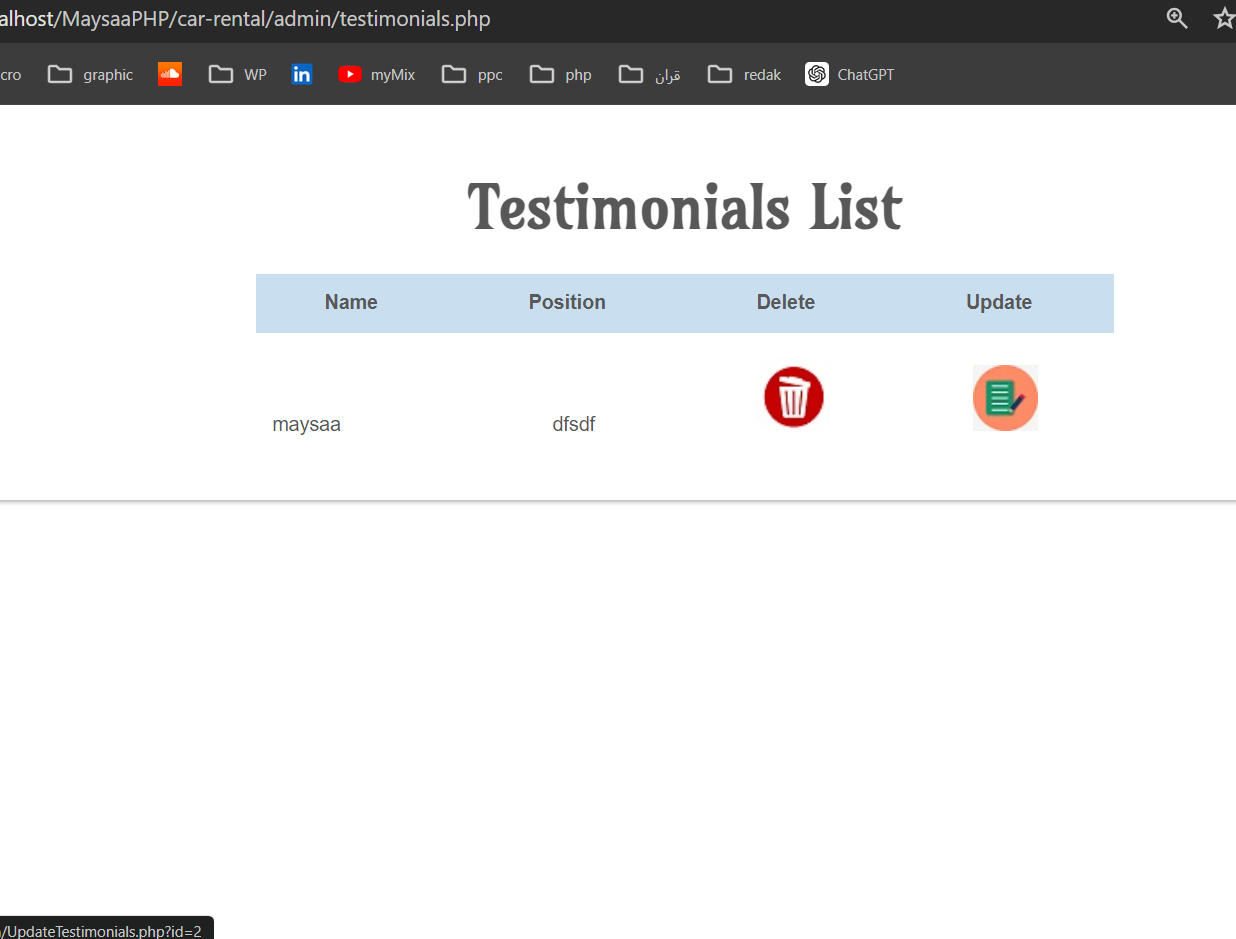 alhost/MaysaaPHP/car-rental/admin/testimonials.php
cro graphic WP in myMix ppc php قران redak ChatGPT
Testimonials List
Name Position Delete Update
maysaa dfsdf
/UpdateTestimonials.php?id=2